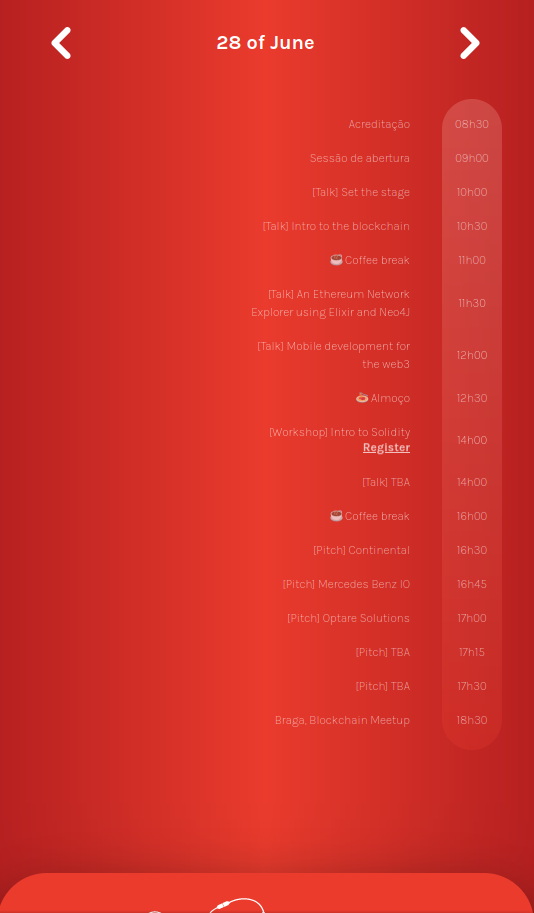 28 of June
Acreditação 08h30
Sessão de abertura 09h00
[Talk] Set the stage 10h00
[Talk] Intro to the blockchain 10h30
Coffee break 11h00
[Talk] An Ethereum Network
Explorer using Elixir and Neo4J
11h30
[Talk] Mobile development for
the web3
12h00
Almoço 12h30
[Workshop] Intro to Solidity
Register
14h00
[Talk] TBA 14h00
Coffee break 16h00
[Pitch] Continental 16h30
[Pitch] Mercedes Benz IO 16h45
[Pitch] Optare Solutions 17h00
[Pitch] TBA 17h15
[Pitch] TBA 17h30
Braga, Blockchain Meetup 18h30